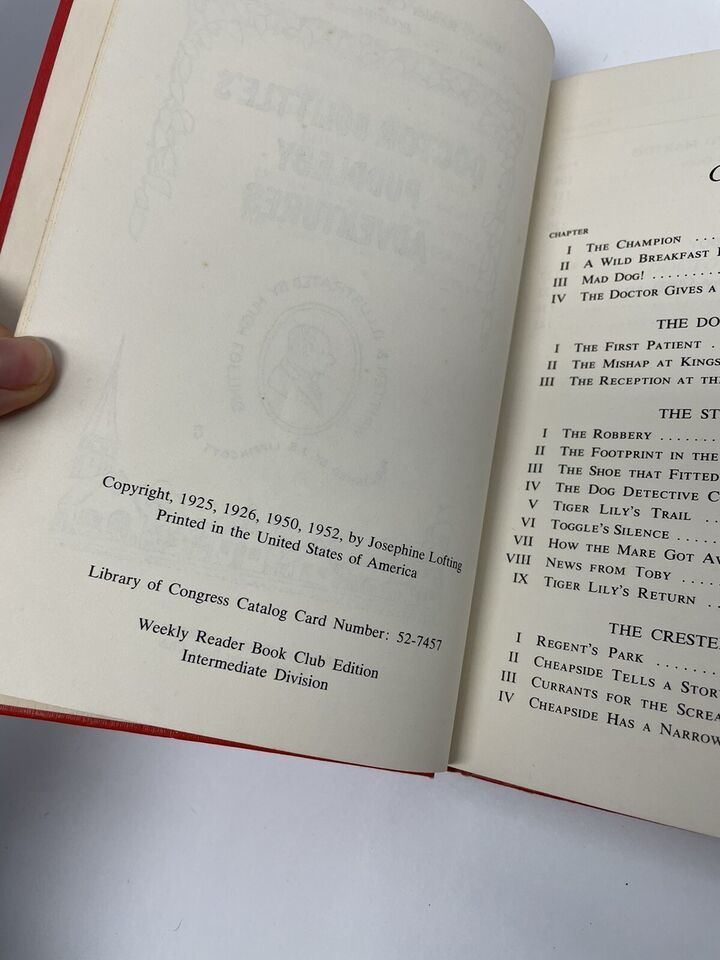 Copyright, 1925, 1926, 1950, 1952, by Josephine Lofting
Printed in the United States of America
Library of Congress Catalog Card Number: 52-7457
Weekly Reader Book Club Edition
Intermediate Division
CHAPTER
I THE CHAMPION
II A WILD BREAKFAST
III MAD DOG!
IV THE DOCTOR GIVES A
THE DO
I THE FIRST PATIENT
II THE MISHAP AT KINGS
III THE RECEPTION AT TH
THE ST
I THE ROBBERY
II THE FOOTPRINT IN THE
III THE SHOE THAT FITTED
IV THE DOG DETECTIVE C
V TIGER LILY'S TRAIL
VI TOGGLE'S SILENCE
VII HOW THE MARE GOT AW
VIII NEWS FROM TOBY
IX TIGER LILY'S RETURN
THE CRESTE
I REGENT'S PARK
II CHEAPSIDE TELLS A STOR
III CURRANTS FOR THE SCREA
IV CHEAPSIDE HAS A NARROW
DOCTOR DOLITTLE'S
PUDDLEBY
ADVENTURES